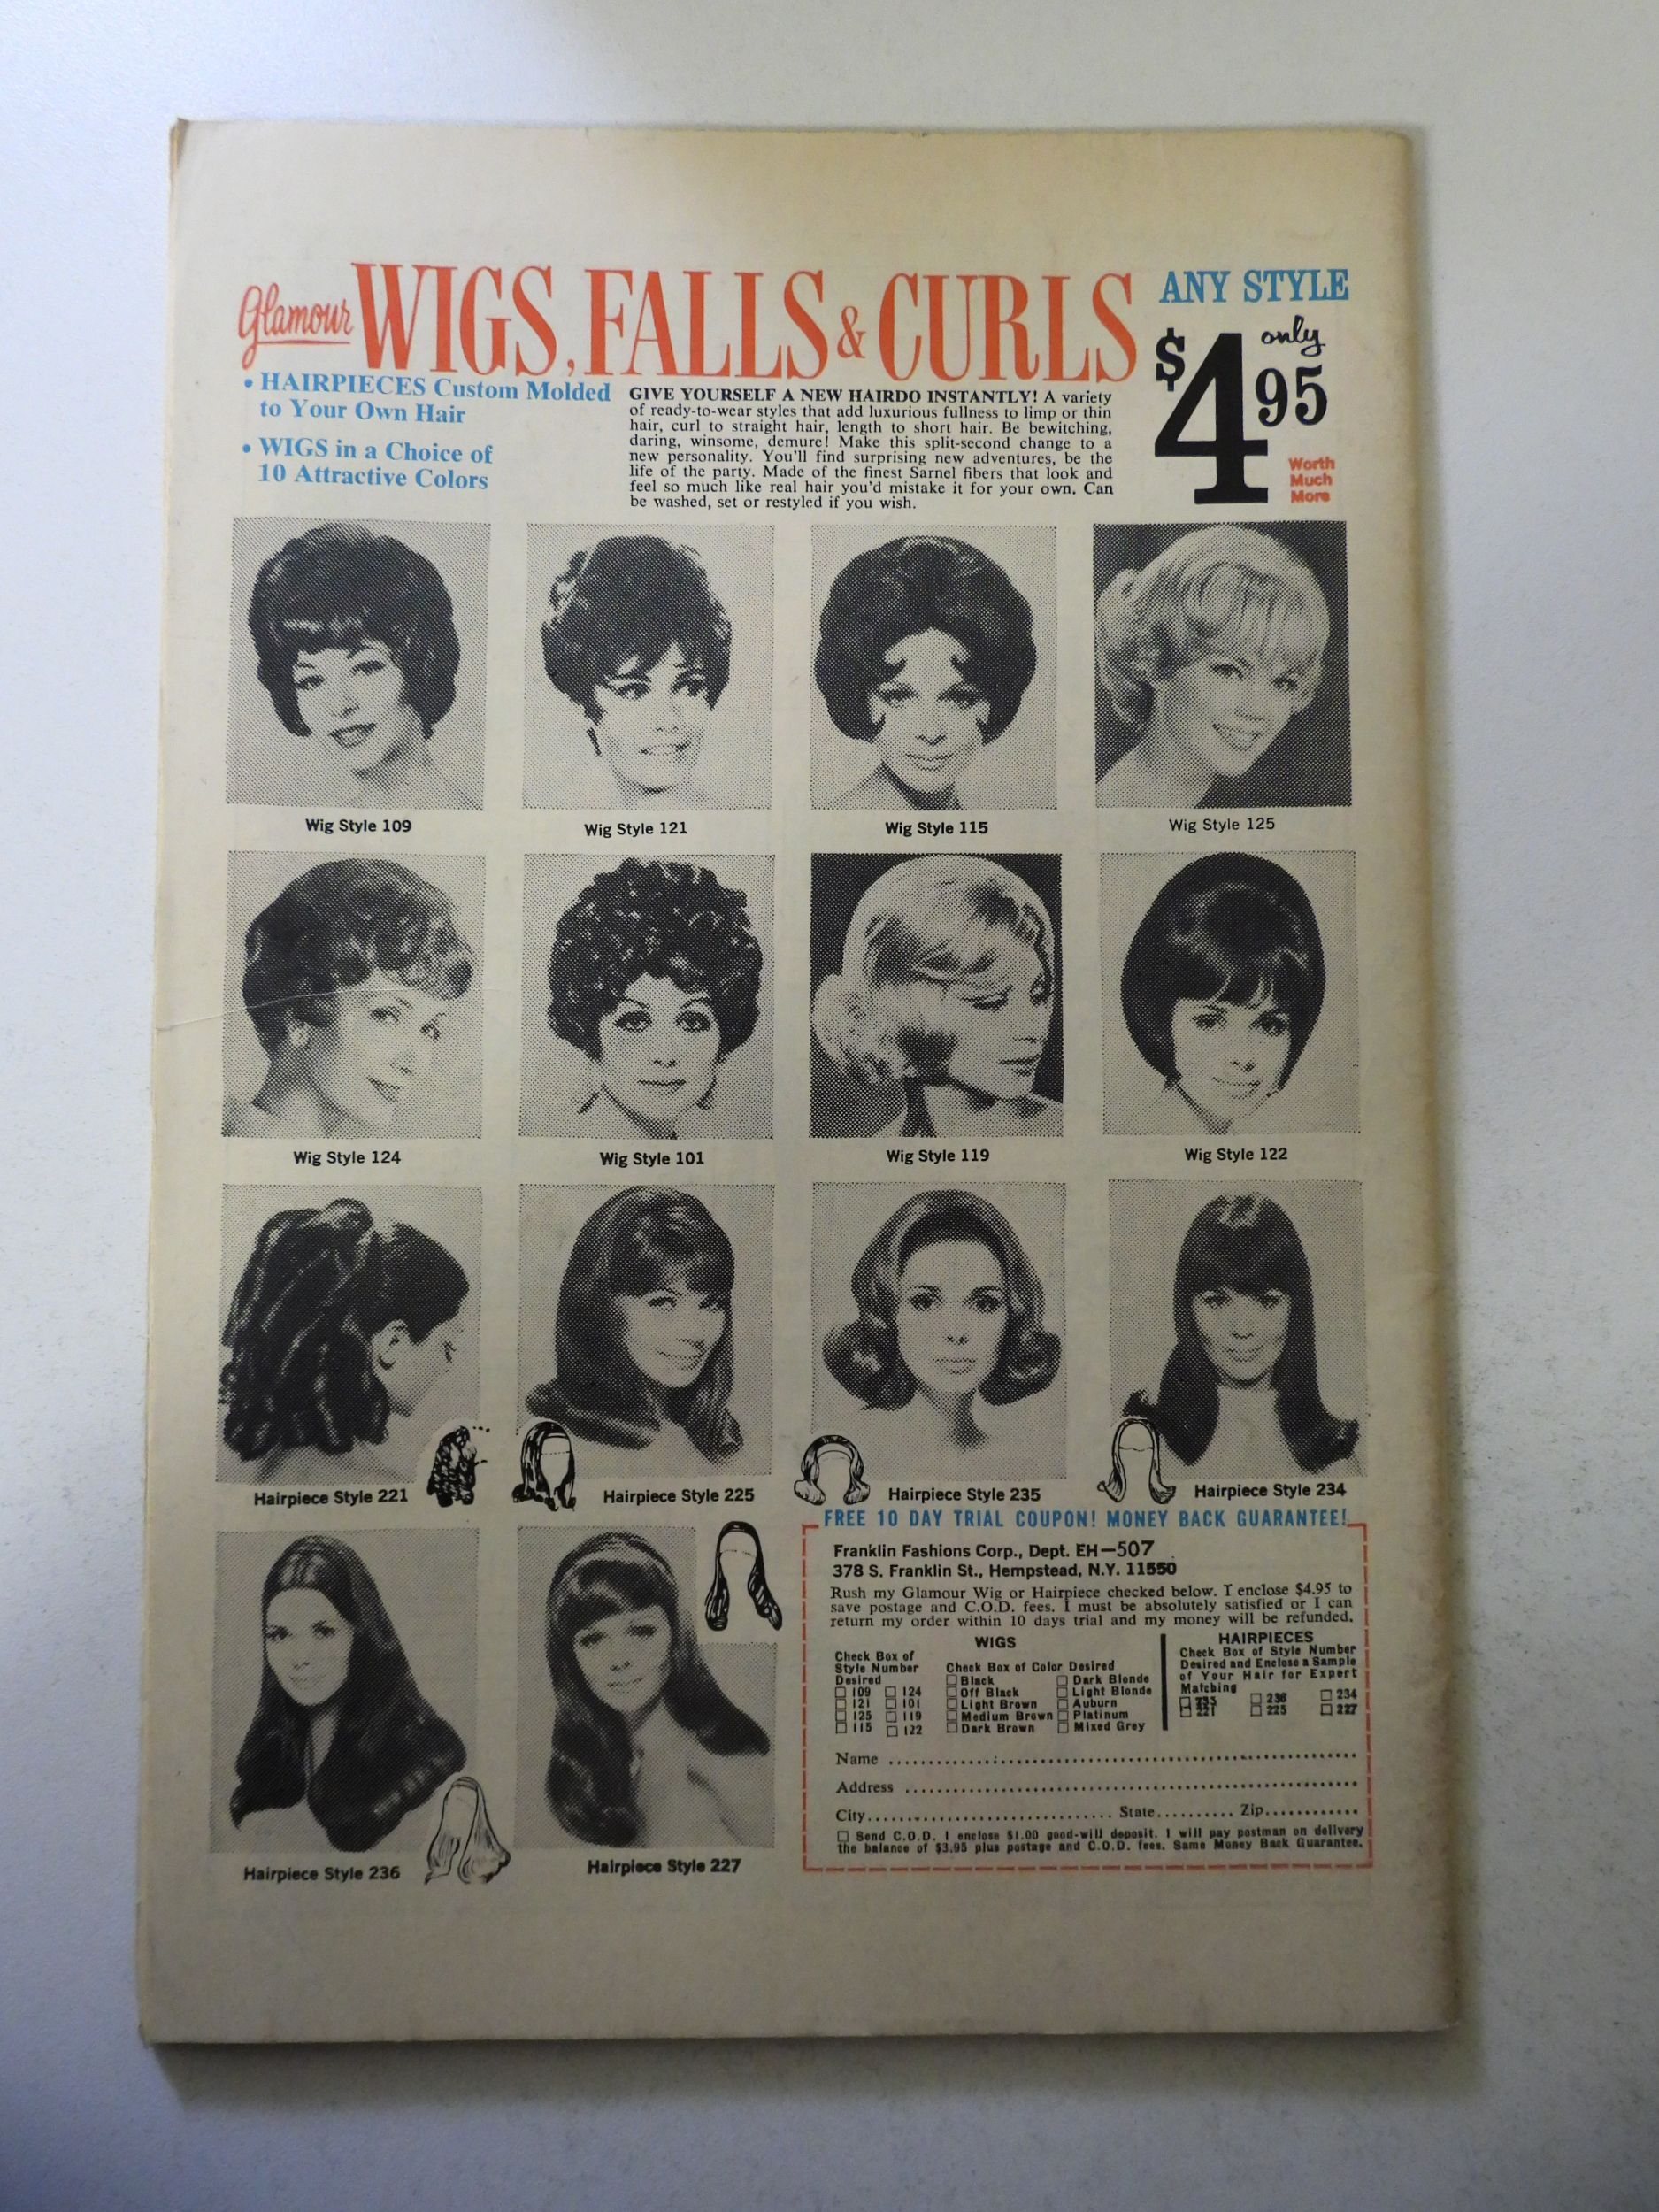 Glamour WIGS, FALLS & CURLS
ANY STYLE
only
$4 95
Worth
Much
More
• HAIRPIECES Custom Molded
to Your Own Hair
• WIGS in a Choice of
10 Attractive Colors
GIVE YOURSELF A NEW HAIRDO INSTANTLY! A variety
of ready-to-wear styles that add luxurious fullness to limp or thin
hair, curl to straight hair, length to short hair. Be bewitching,
daring, winsome, demure! Make this split-second change to a
new personality. You'll find surprising new adventures, be the
life of the party. Made of the finest Sarnel fibers that look and
feel so much like real hair you'd mistake it for your own. Can
be washed, set or restyled if you wish.
Wig Style 109
Wig Style 121
Wig Style 115
Wig Style 125
Wig Style 124
Wig Style 101
Wig Style 119
Wig Style 122
Hairpiece Style 221
Hairpiece Style 225
Hairpiece Style 235
Hairpiece Style 234
Hairpiece Style 236
Hairpiece Style 227
FREE 10 DAY TRIAL COUPON! MONEY BACK GUARANTEE!
Franklin Fashions Corp., Dept. EH—507
378 S. Franklin St., Hempstead, N.Y. 11550
Rush my Glamour Wig or Hairpiece checked below. I enclose $4.95 to
save postage and C.O.D. fees. I must be absolutely satisfied or I can
return my order within 10 days trial and my money will be refunded.
WIGS
Check Box of
Style Number
Desired
☐ 109 ☐ 124
☐ 121 ☐ 101
☐ 125 ☐ 119
☐ 115 ☐ 122
Check Box of Color Desired
☐ Black ☐ Dark Blonde
☐ Off Black ☐ Light Blonde
☐ Light Brown ☐ Auburn
☐ Medium Brown ☐ Platinum
☐ Dark Brown ☐ Mixed Grey
HAIRPIECES
Check Box of Style Number
Desired and Enclose a Sample
of Your Hair for Expert
Matching
☐ 235 ☐ 236 ☐ 234
☐ 221 ☐ 225 ☐ 227
Name
Address
City State Zip
☐ Send C.O.D. I enclose $1.00 good-will deposit. I will pay postman on delivery
the balance of $3.95 plus postage and C.O.D. fees. Same Money Back Guarantee.